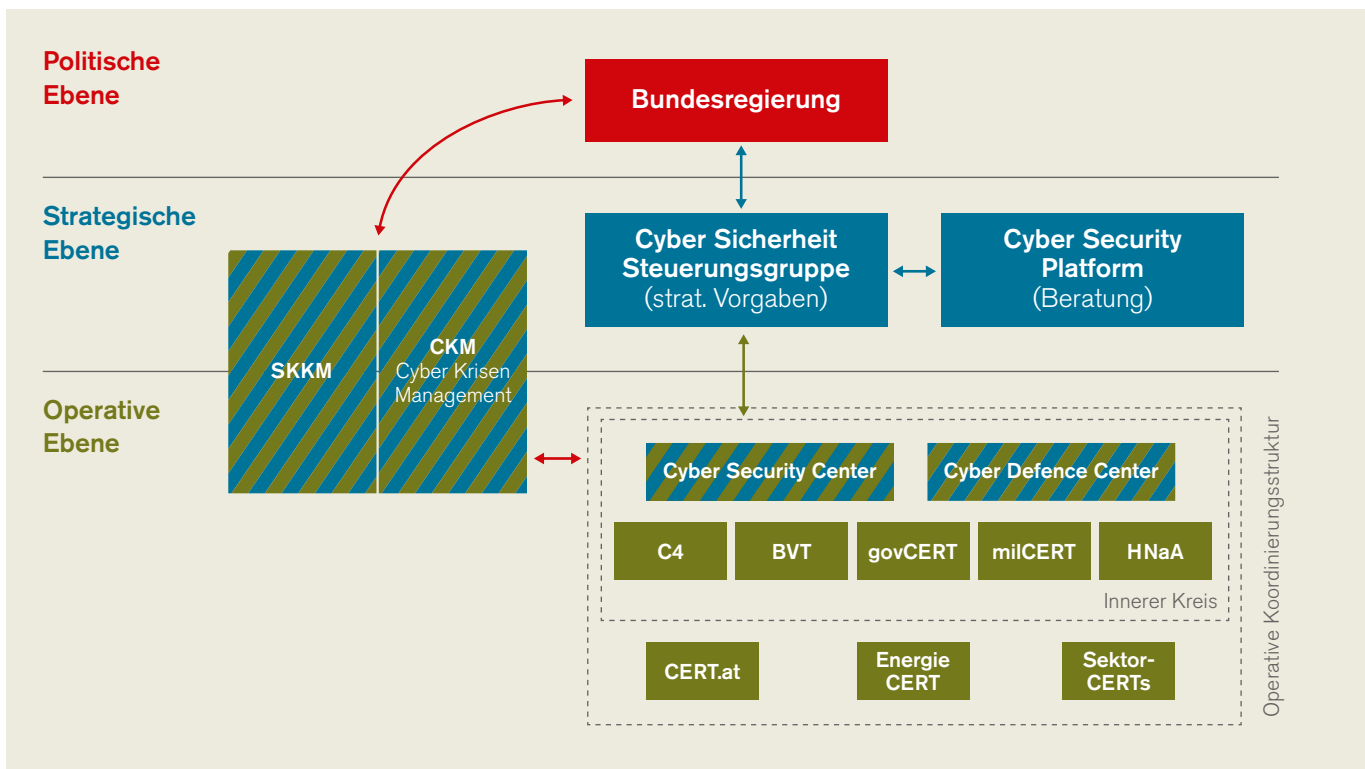 Politische
Ebene
Bundesregierung
Strategische
Ebene
Cyber Sicherheit
Steuerungsgruppe
(strat. Vorgaben)
Cyber Security
Platform
(Beratung)
SKKM
CKM
Cyber Krisen
Management
Operative
Ebene
Cyber Security Center
Cyber Defence Center
C4
BVT
govCERT
milCERT
HNaA
Innerer Kreis
CERT.at
Energie
CERT
Sektor-
CERTs
Operative Koordinierungsstruktur